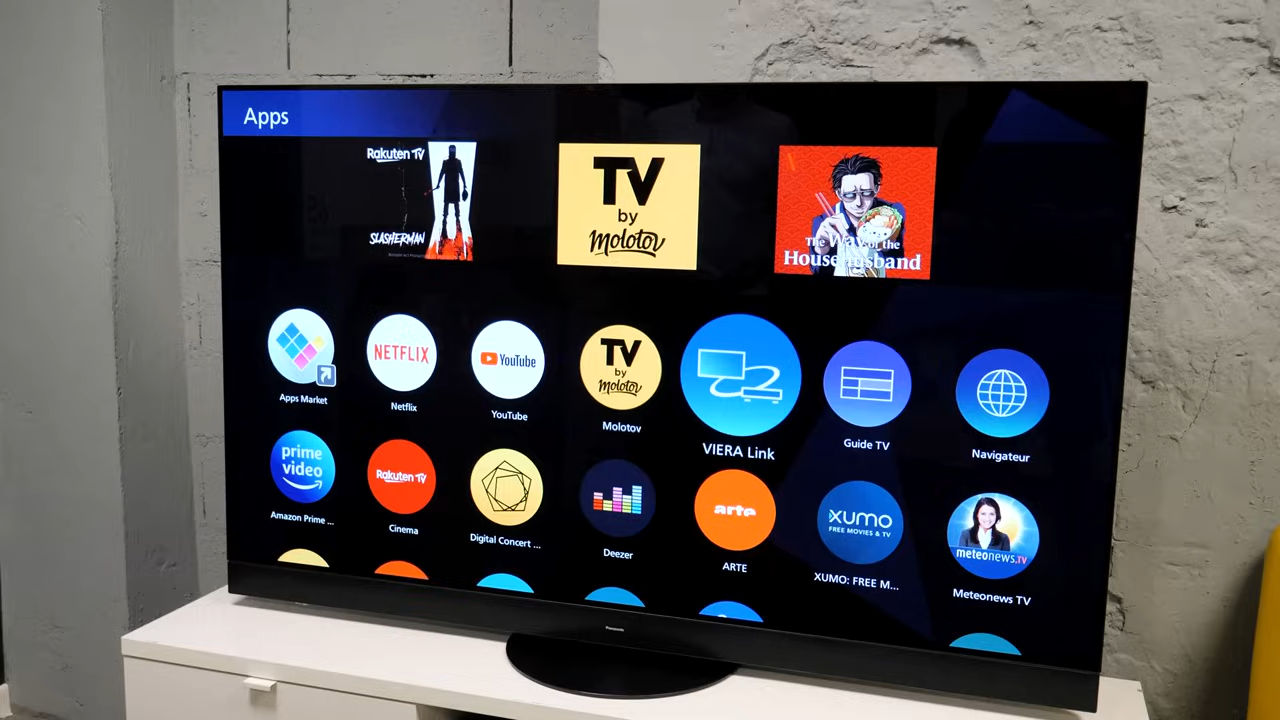 Apps
Rakuten TV
SLASHERMAN
TV
by
Molotov
The Way of the
Househusband
NETFLIX
YouTube
TV
by
Molotov
Apps Market
Netflix
YouTube
Molotov
VIERA Link
Guide TV
Navigateur
prime
video
Rakuten TV
arte
XUMO
FREE MOVIES & TV
meteonews.TV
Amazon Prime ...
Cinema
Digital Concert ...
Deezer
ARTE
XUMO: FREE M...
Meteonews TV
Panasonic